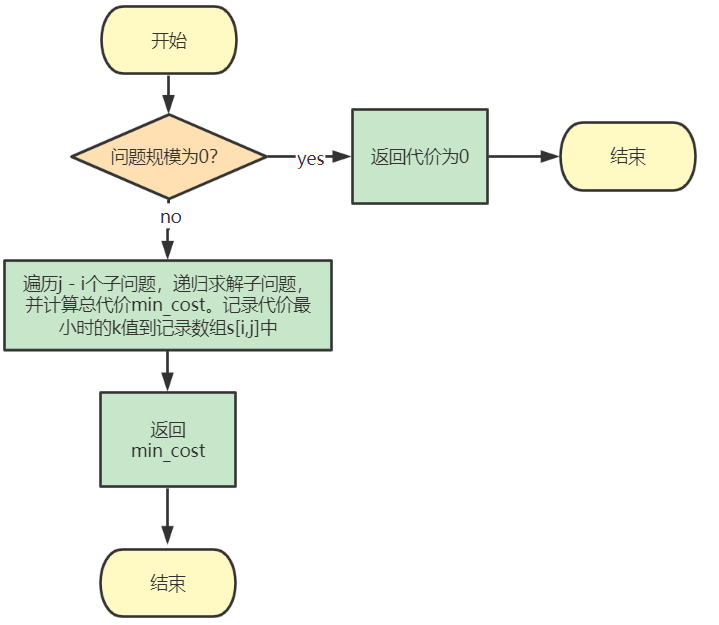 开始
问题规模为0?
yes
返回代价为0
结束
no
遍历j - i个子问题，递归求解子问题，
并计算总代价min_cost。记录代价最
小时的k值到记录数组s[i,j]中
返回
min_cost
结束